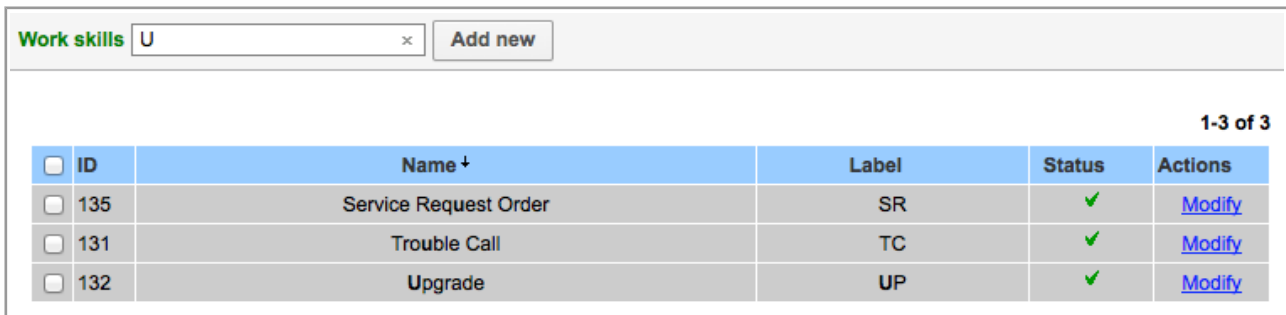 Work skills U × Add new
1-3 of 3
ID Name Label Status Actions
135 Service Request Order SR Modify
131 Trouble Call TC Modify
132 Upgrade UP Modify